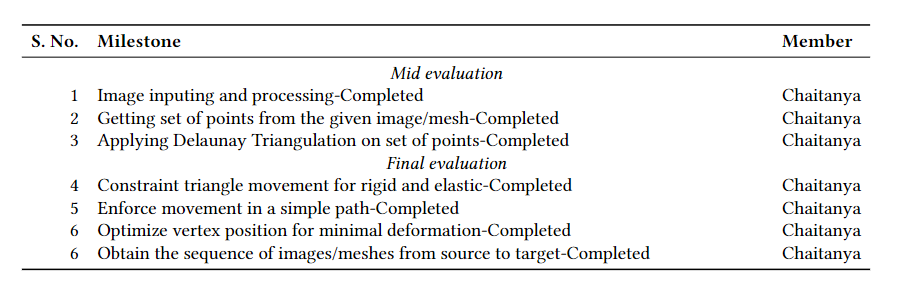 S. No. Milestone Member
Mid evaluation
1 Image inputing and processing-Completed Chaitanya
2 Getting set of points from the given image/mesh-Completed Chaitanya
3 Applying Delaunay Triangulation on set of points-Completed Chaitanya
Final evaluation
4 Constraint triangle movement for rigid and elastic-Completed Chaitanya
5 Enforce movement in a simple path-Completed Chaitanya
6 Optimize vertex position for minimal deformation-Completed Chaitanya
6 Obtain the sequence of images/meshes from source to target-Completed Chaitanya